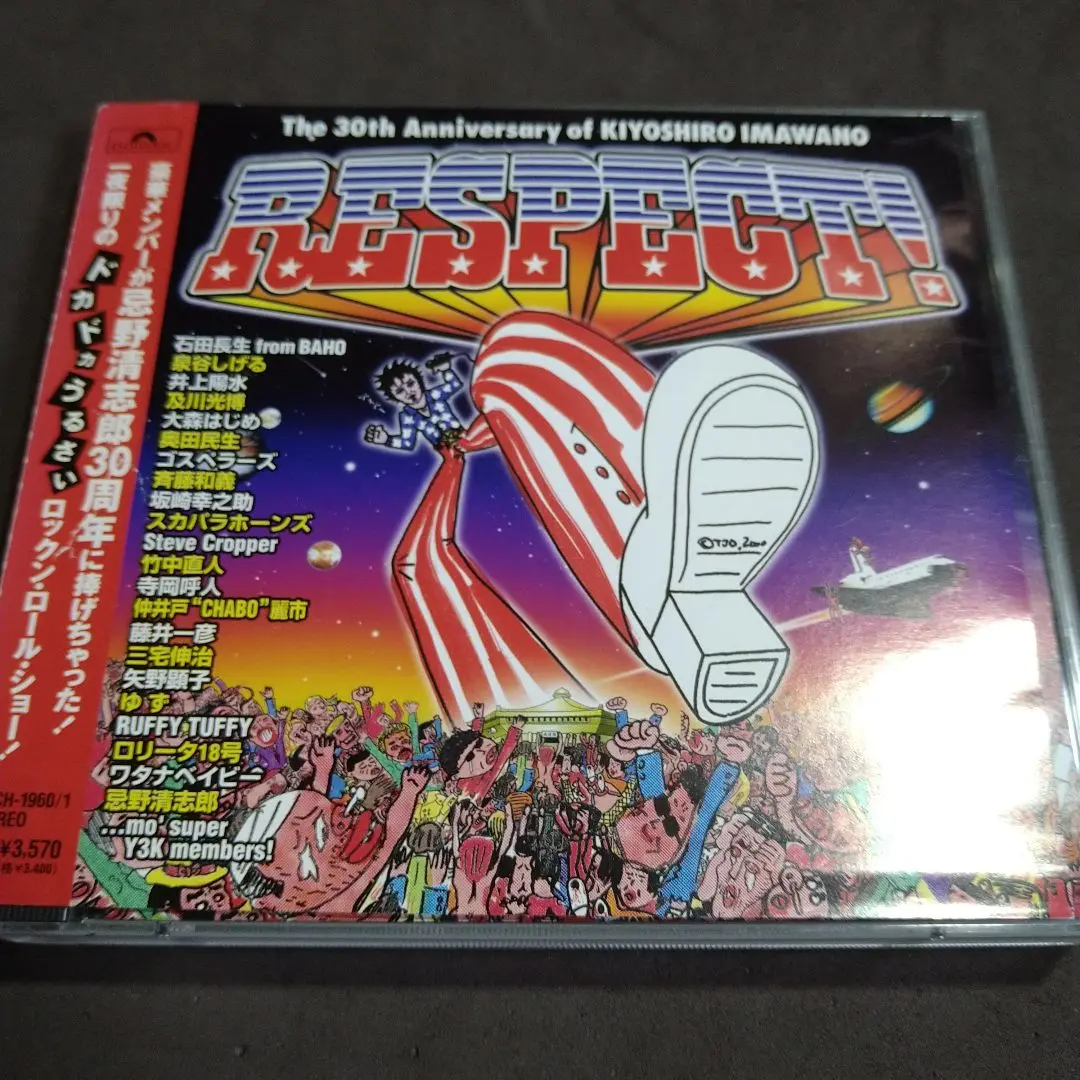 The 30th Anniversary of KIYOSHIRO IMAWANO
RESPECT!
豪華メンバーが忌野清志郎30周年に捧げちゃった!
一夜限りのドカドカうるさいロックン・ロール・ショー!
石田長生 from BAHO
泉谷しげる
井上陽水
及川光博
大森はじめ
奥田民生
ゴスペラーズ
斉藤和義
坂崎幸之助
スカパラホーンズ
Steve Cropper
竹中直人
寺岡呼人
仲井戸"CHABO"麗市
藤井一彦
三宅伸治
矢野顕子
ゆず
RUFFY TUFFY
ロリータ18号
ワタナベイビー
忌野清志郎
...mo' super
Y3K members!
CH-1960/1
REO
¥3,570
格¥3,400)